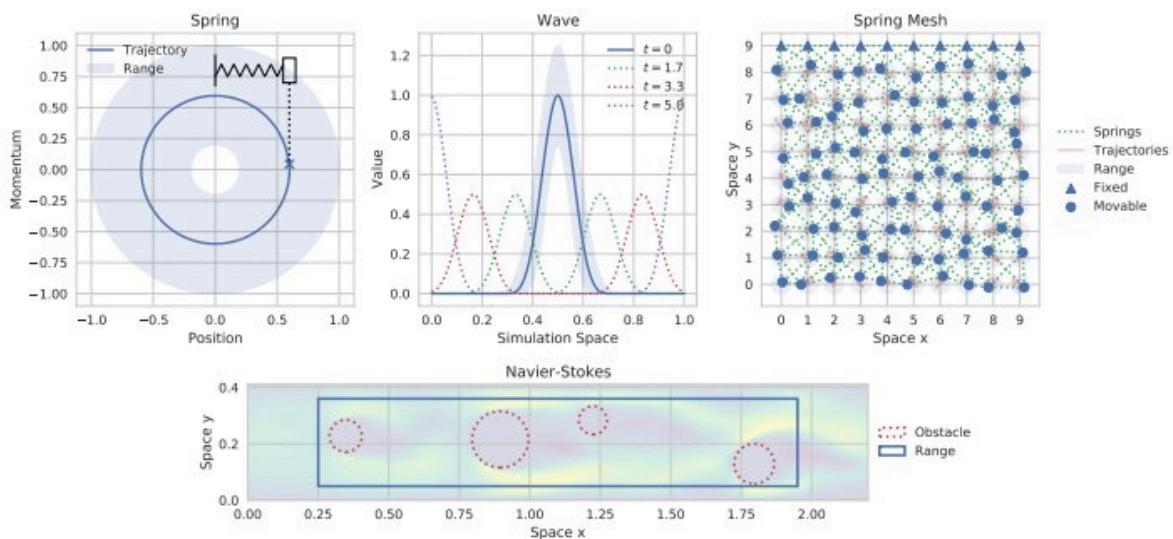 Spring
Momentum
1.00
0.75
0.50
0.25
0.00
−0.25
−0.50
−0.75
−1.00
Trajectory
Range
−1.0 −0.5 0.0 0.5 1.0
Position
Wave
Value
1.2
1.0
0.8
0.6
0.4
0.2
0.0
t = 0
t = 1.7
t = 3.3
t = 5.0
0.0 0.2 0.4 0.6 0.8 1.0
Simulation Space
Spring Mesh
Space y
9
8
7
6
5
4
3
2
1
0
0 1 2 3 4 5 6 7 8 9
Space x
Springs
Trajectories
Range
Fixed
Movable
Navier-Stokes
Space y
0.4
0.2
0.0
0.00 0.25 0.50 0.75 1.00 1.25 1.50 1.75 2.00
Space x
Obstacle
Range